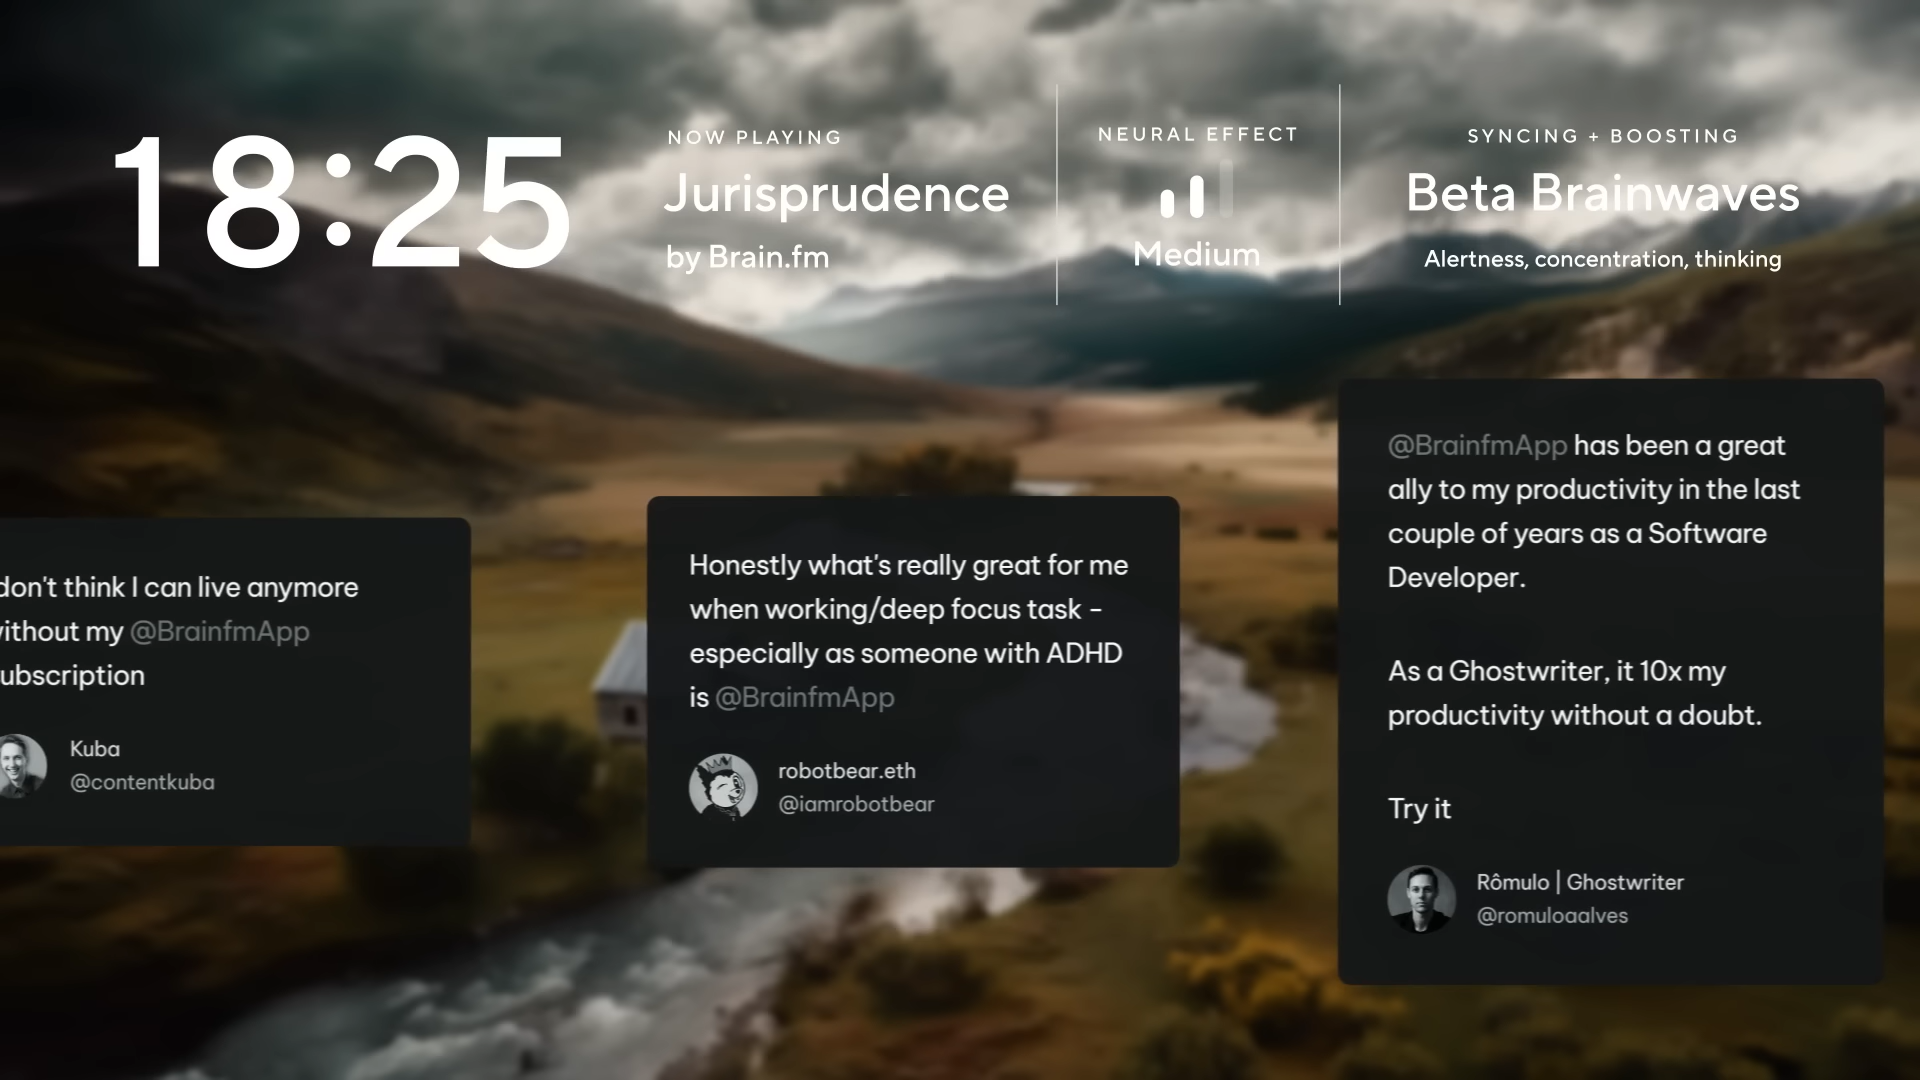 18:25
NOW PLAYING
Jurisprudence
by Brain.fm
NEURAL EFFECT
Medium
SYNCING + BOOSTING
Beta Brainwaves
Alertness, concentration, thinking
don't think I can live anymore
without my @BrainfmApp
subscription
Kuba
@contentkuba
Honestly what's really great for me
when working/deep focus task -
especially as someone with ADHD
is @BrainfmApp
robotbear.eth
@iamrobotbear
@BrainfmApp has been a great
ally to my productivity in the last
couple of years as a Software
Developer.
As a Ghostwriter, it 10x my
productivity without a doubt.
Try it
Rômulo | Ghostwriter
@romuloaalves